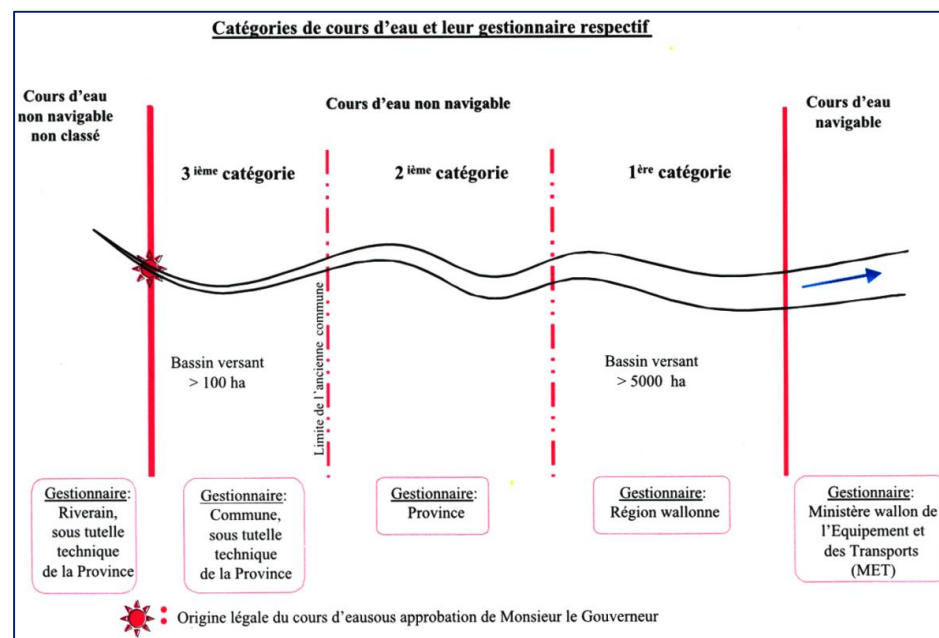 Catégories de cours d'eau et leur gestionnaire respectif
Cours d'eau
non navigable
non classé
Cours d'eau non navigable
Cours d'eau
navigable
3 ième catégorie
2 ième catégorie
1ère catégorie
Limite de l'ancienne commune
Bassin versant
> 100 ha
Bassin versant
> 5000 ha
Gestionnaire:
Riverain,
sous tutelle
technique
de la Province
Gestionnaire:
Commune,
sous tutelle
technique
de la Province
Gestionnaire:
Province
Gestionnaire:
Région wallonne
Gestionnaire:
Ministère wallon de
l'Equipement et
des Transports
(MET)
: Origine légale du cours d'eausous approbation de Monsieur le Gouverneur